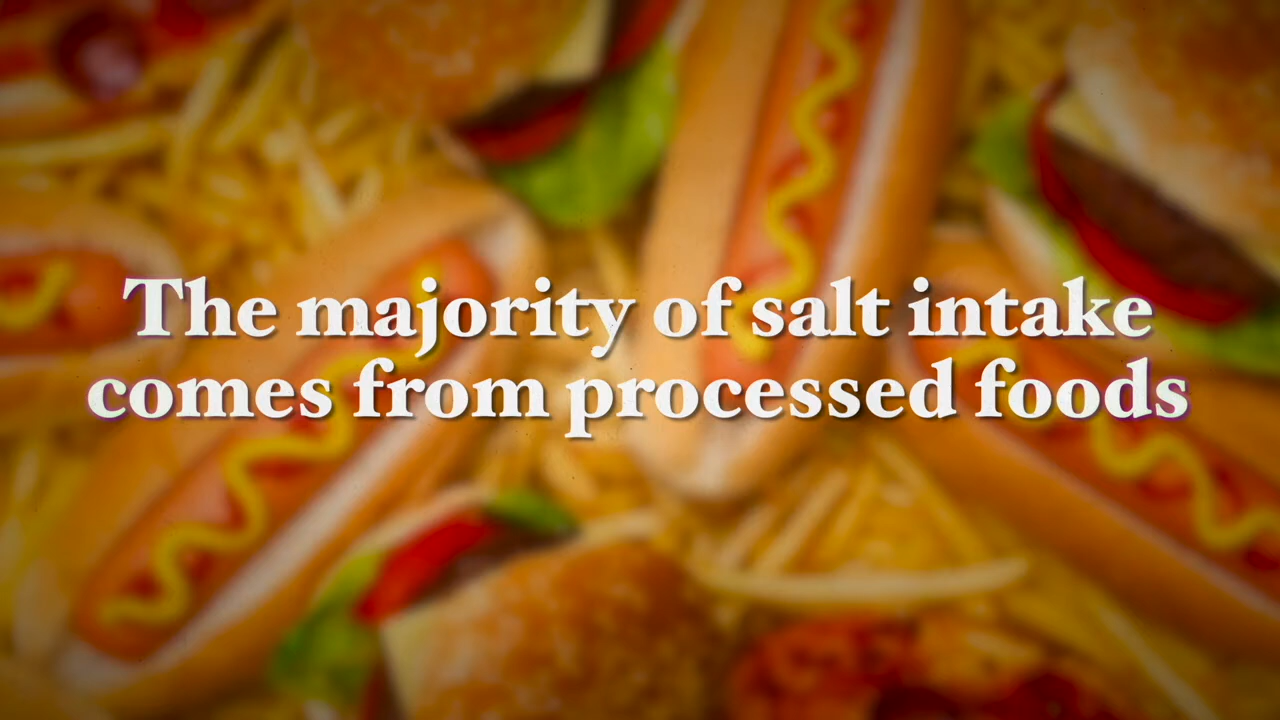 The majority of salt intake
comes from processed foods